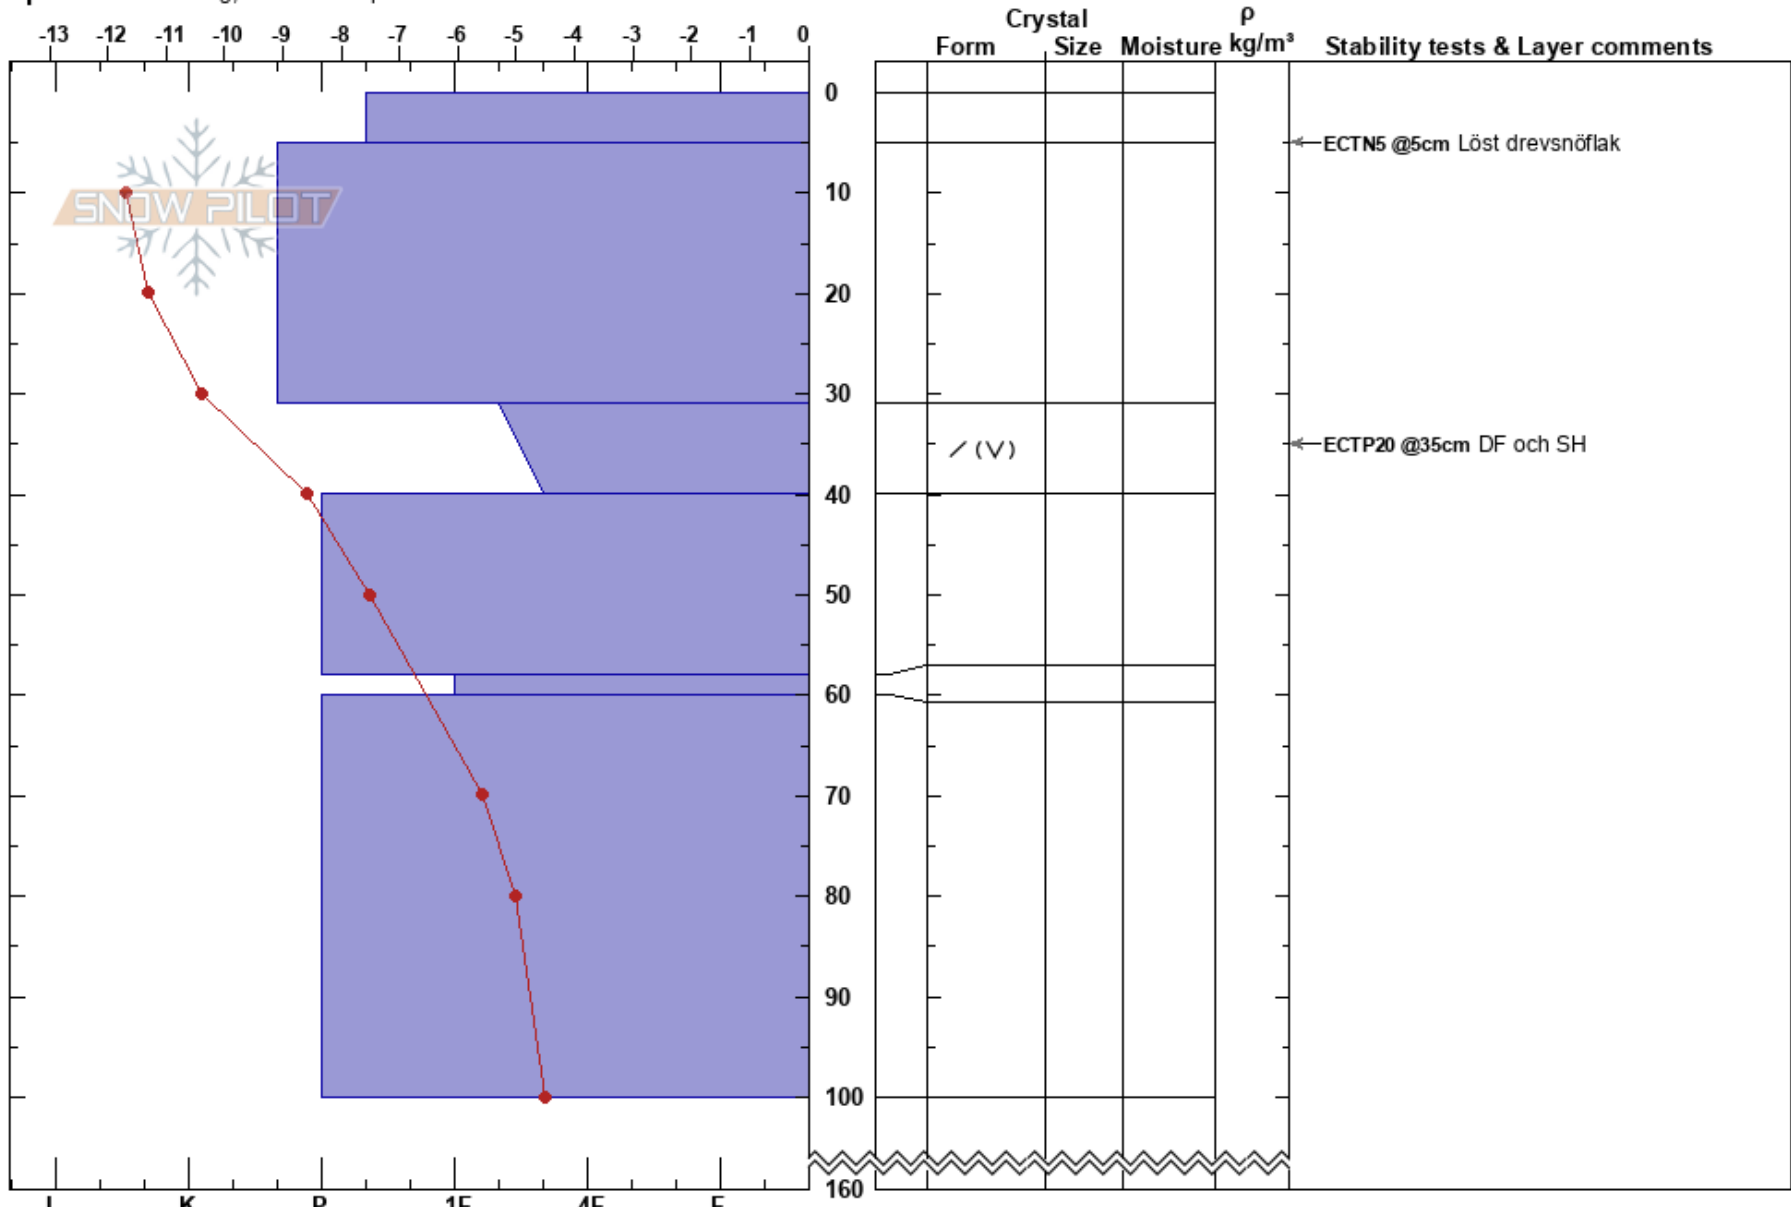 -13 -12 -11 -10 -9 -8 -7 -6 -5 -4 -3 -2 -1 0
Crystal
Form Size Moisture
ρ
kg/m³
Stability tests & Layer comments
0
ECTN5 @5cm Löst drevsnöflak
10
SNOW PILOT
20
30
ECTP20 @35cm DF och SH
40
50
60
70
80
90
100
160
I K P 1F 4F F